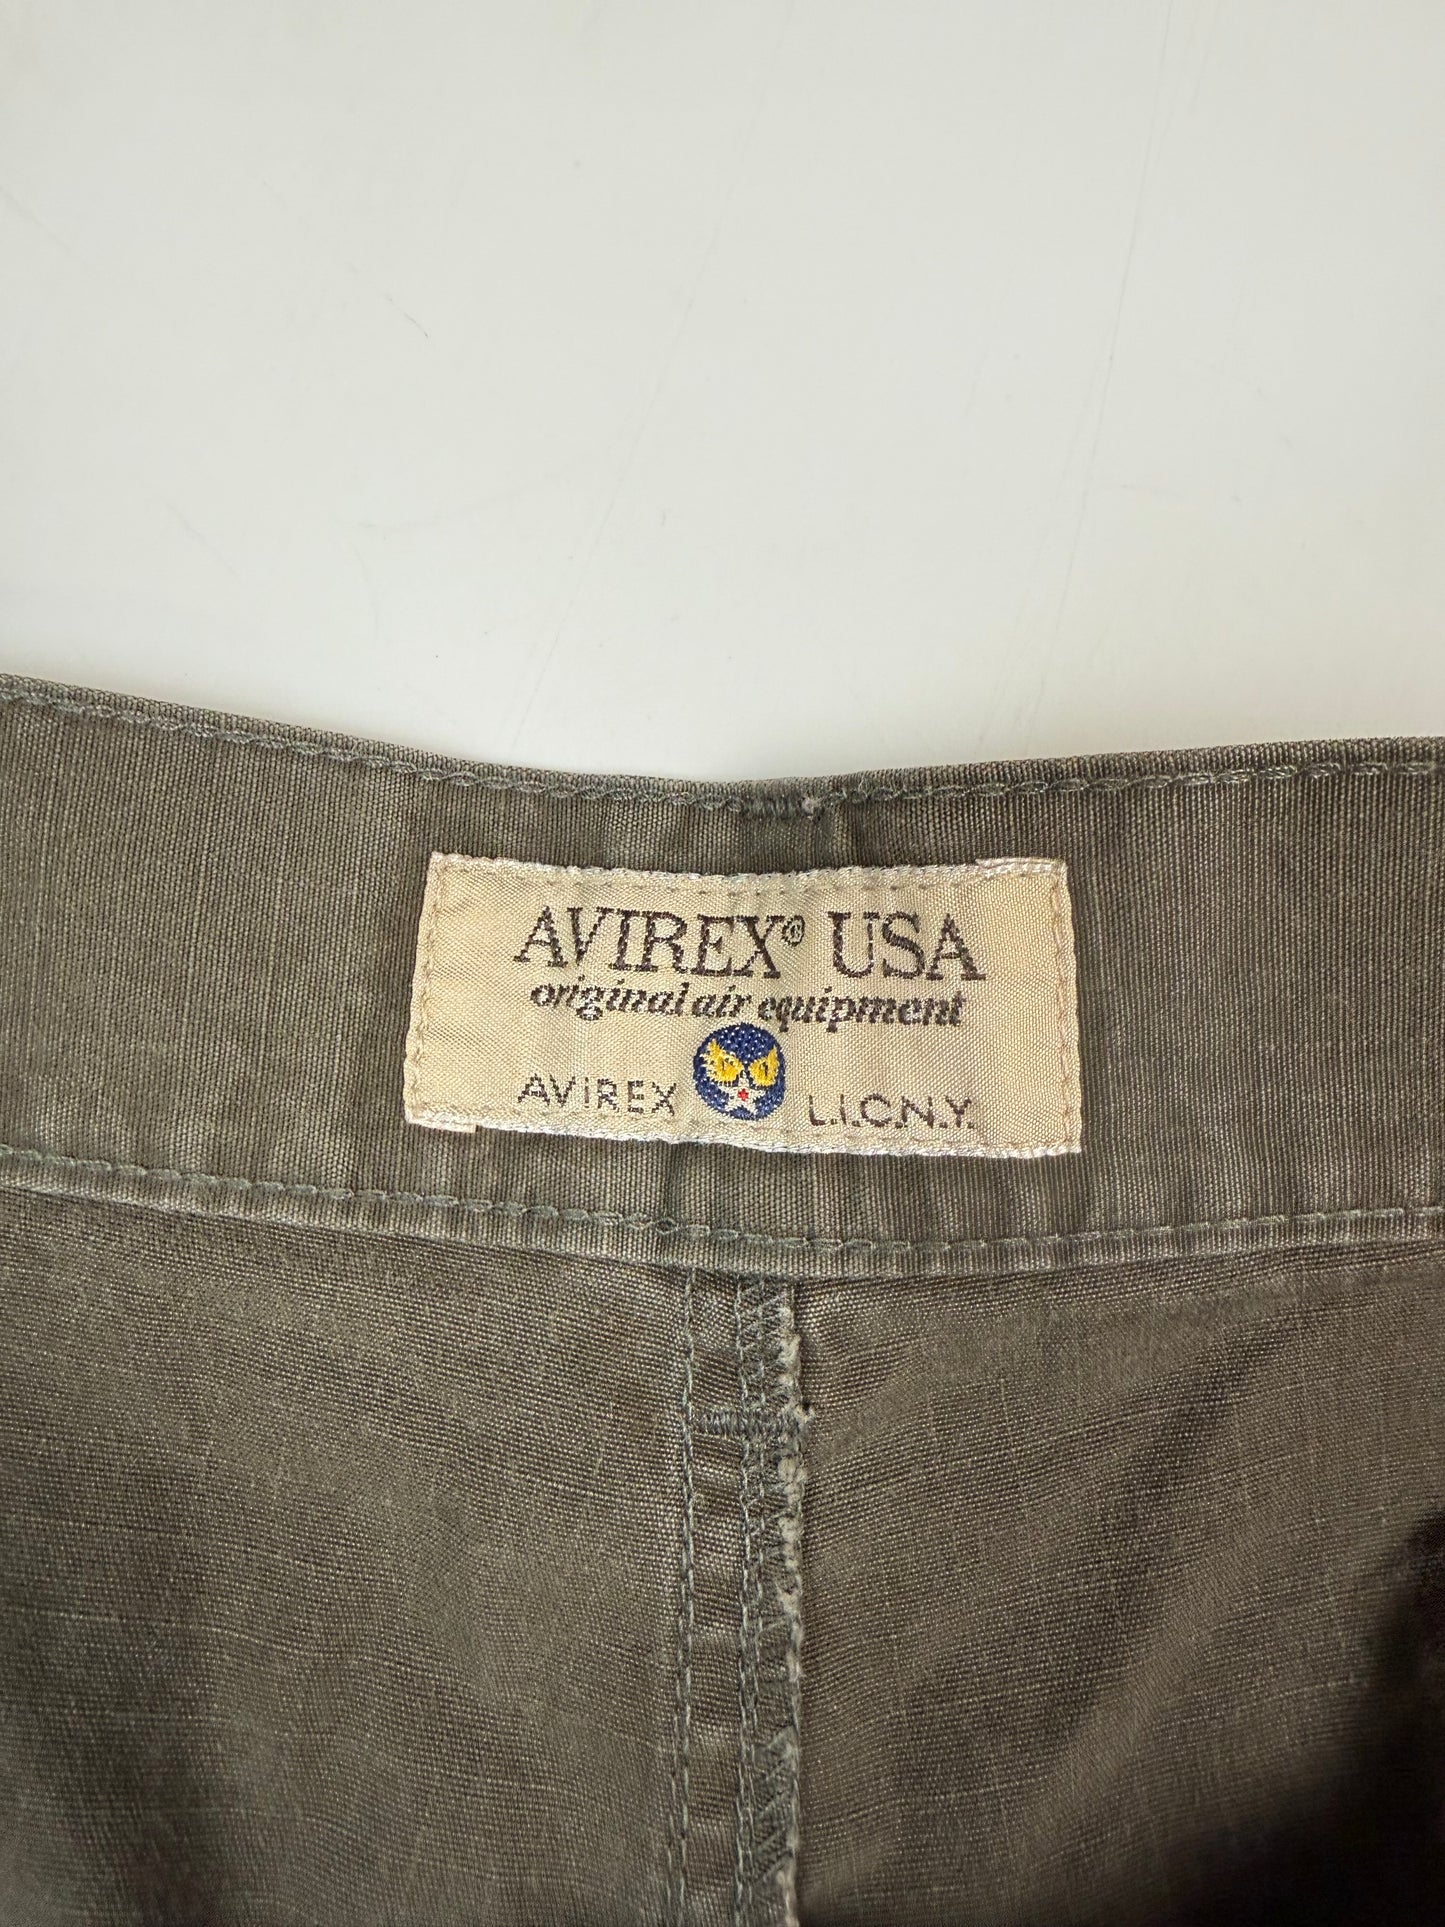 AVIREX® USA
original air equipment
AVIREX L.I.C.N.Y.